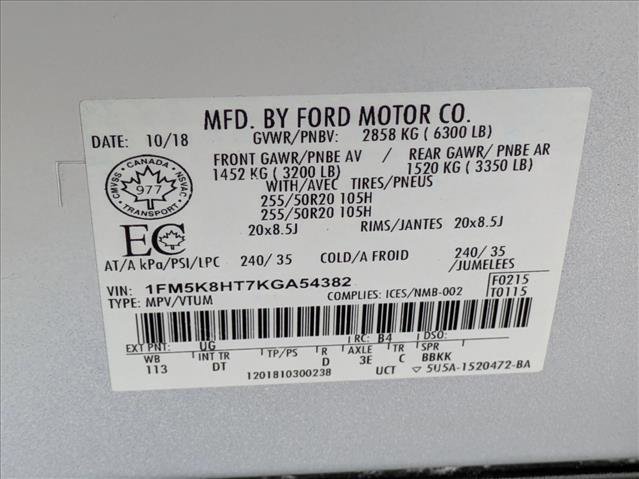 MFD. BY FORD MOTOR CO.
DATE: 10/18 GVWR/PNBV: 2858 KG ( 6300 LB)
FRONT GAWR/PNBE AV / REAR GAWR/ PNBE AR
1452 KG ( 3200 LB) 1520 KG ( 3350 LB)
WITH/AVEC TIRES/PNEUS
255/50R20 105H
255/50R20 105H
20x8.5J RIMS/JANTES 20x8.5J
CANADA
CMVSS 977 NSVAC
TRANSPORT
EC
AT/A kPa/PSI/LPC 240/ 35 COLD/A FROID 240/ 35
/JUMELEES
VIN: 1FM5K8HT7KGA54382 F0215
TYPE: MPV/VTUM COMPLIES: ICES/NMB-002 T0115
EXT PNT: UG RC: B4 DSO:
WB INT TR TP/PS R AXLE TR SPR
113 DT D 3E C BBKK
1201810300238 UCT ▽ 5U5A-1520472-BA